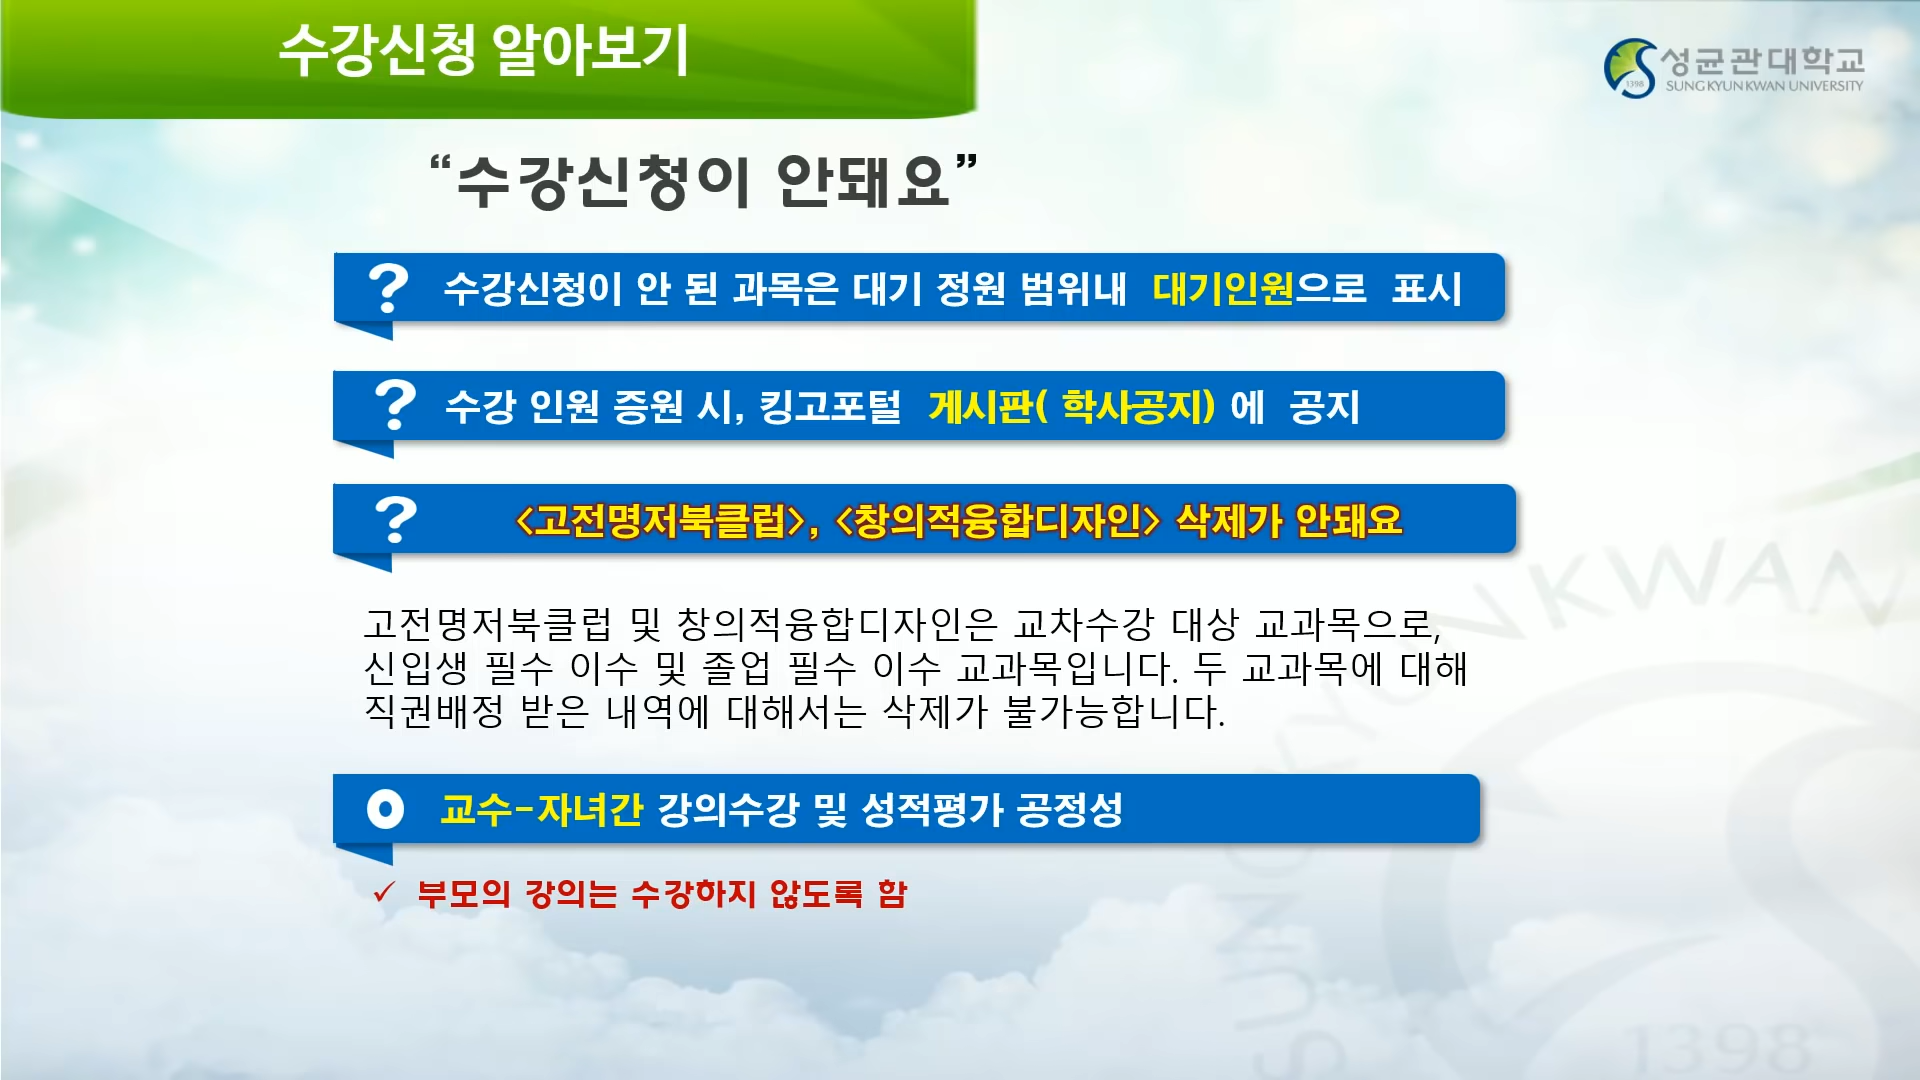 수강신청 알아보기
성균관대학교
SUNGKYUNKWAN UNIVERSITY
1398
“수강신청이 안돼요”
? 수강신청이 안 된 과목은 대기 정원 범위내 대기인원으로 표시
? 수강 인원 증원 시, 킹고포털 게시판( 학사공지) 에 공지
? <고전명저북클럽>, <창의적융합디자인> 삭제가 안돼요
고전명저북클럽 및 창의적융합디자인은 교차수강 대상 교과목으로,
신입생 필수 이수 및 졸업 필수 이수 교과목입니다. 두 교과목에 대해
직권배정 받은 내역에 대해서는 삭제가 불가능합니다.
교수-자녀간 강의수강 및 성적평가 공정성
✓ 부모의 강의는 수강하지 않도록 함
SUNGKYUNKWAN
1398